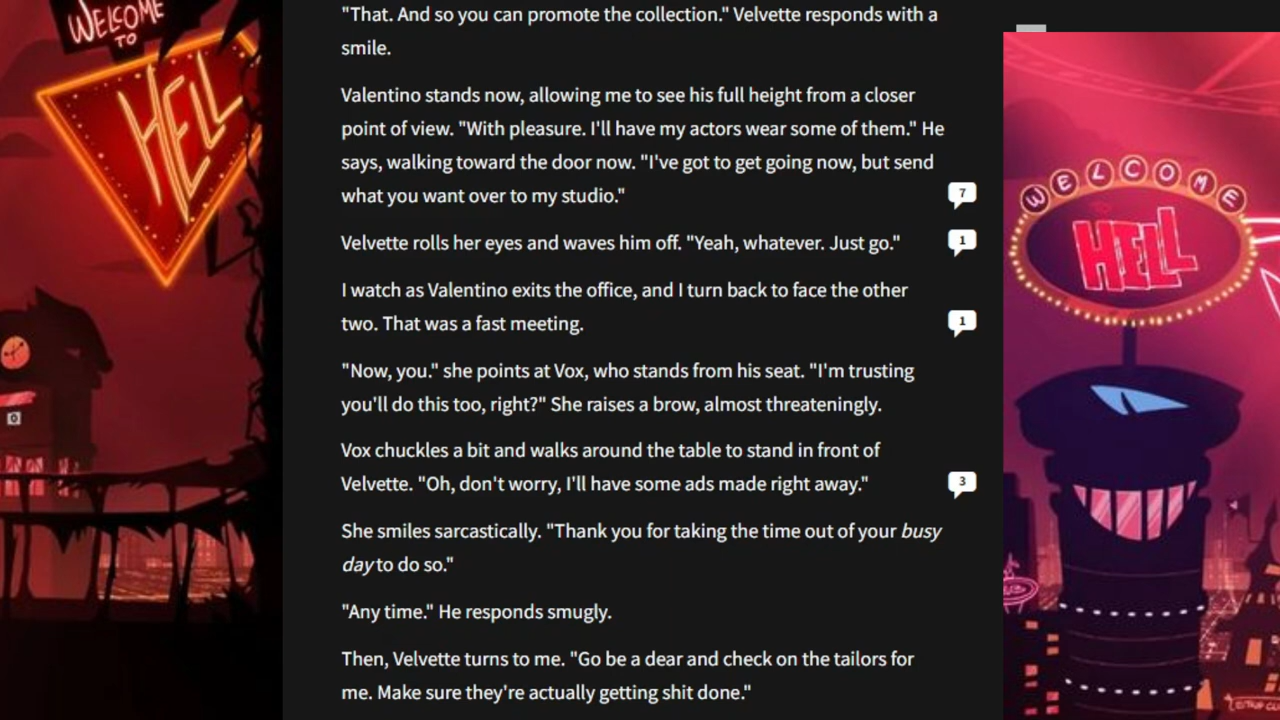 WELCOME
TO
HELL
"That. And so you can promote the collection." Velvette responds with a
smile.
Valentino stands now, allowing me to see his full height from a closer
point of view. "With pleasure. I'll have my actors wear some of them." He
says, walking toward the door now. "I've got to get going now, but send
what you want over to my studio."
7
Velvette rolls her eyes and waves him off. "Yeah, whatever. Just go."
1
I watch as Valentino exits the office, and I turn back to face the other
two. That was a fast meeting.
1
"Now, you." she points at Vox, who stands from his seat. "I'm trusting
you'll do this too, right?" She raises a brow, almost threateningly.
Vox chuckles a bit and walks around the table to stand in front of
Velvette. "Oh, don't worry, I'll have some ads made right away."
3
She smiles sarcastically. "Thank you for taking the time out of your busy
day to do so."
"Any time." He responds smugly.
Then, Velvette turns to me. "Go be a dear and check on the tailors for
me. Make sure they're actually getting shit done."
WELCOME
TO
HELL